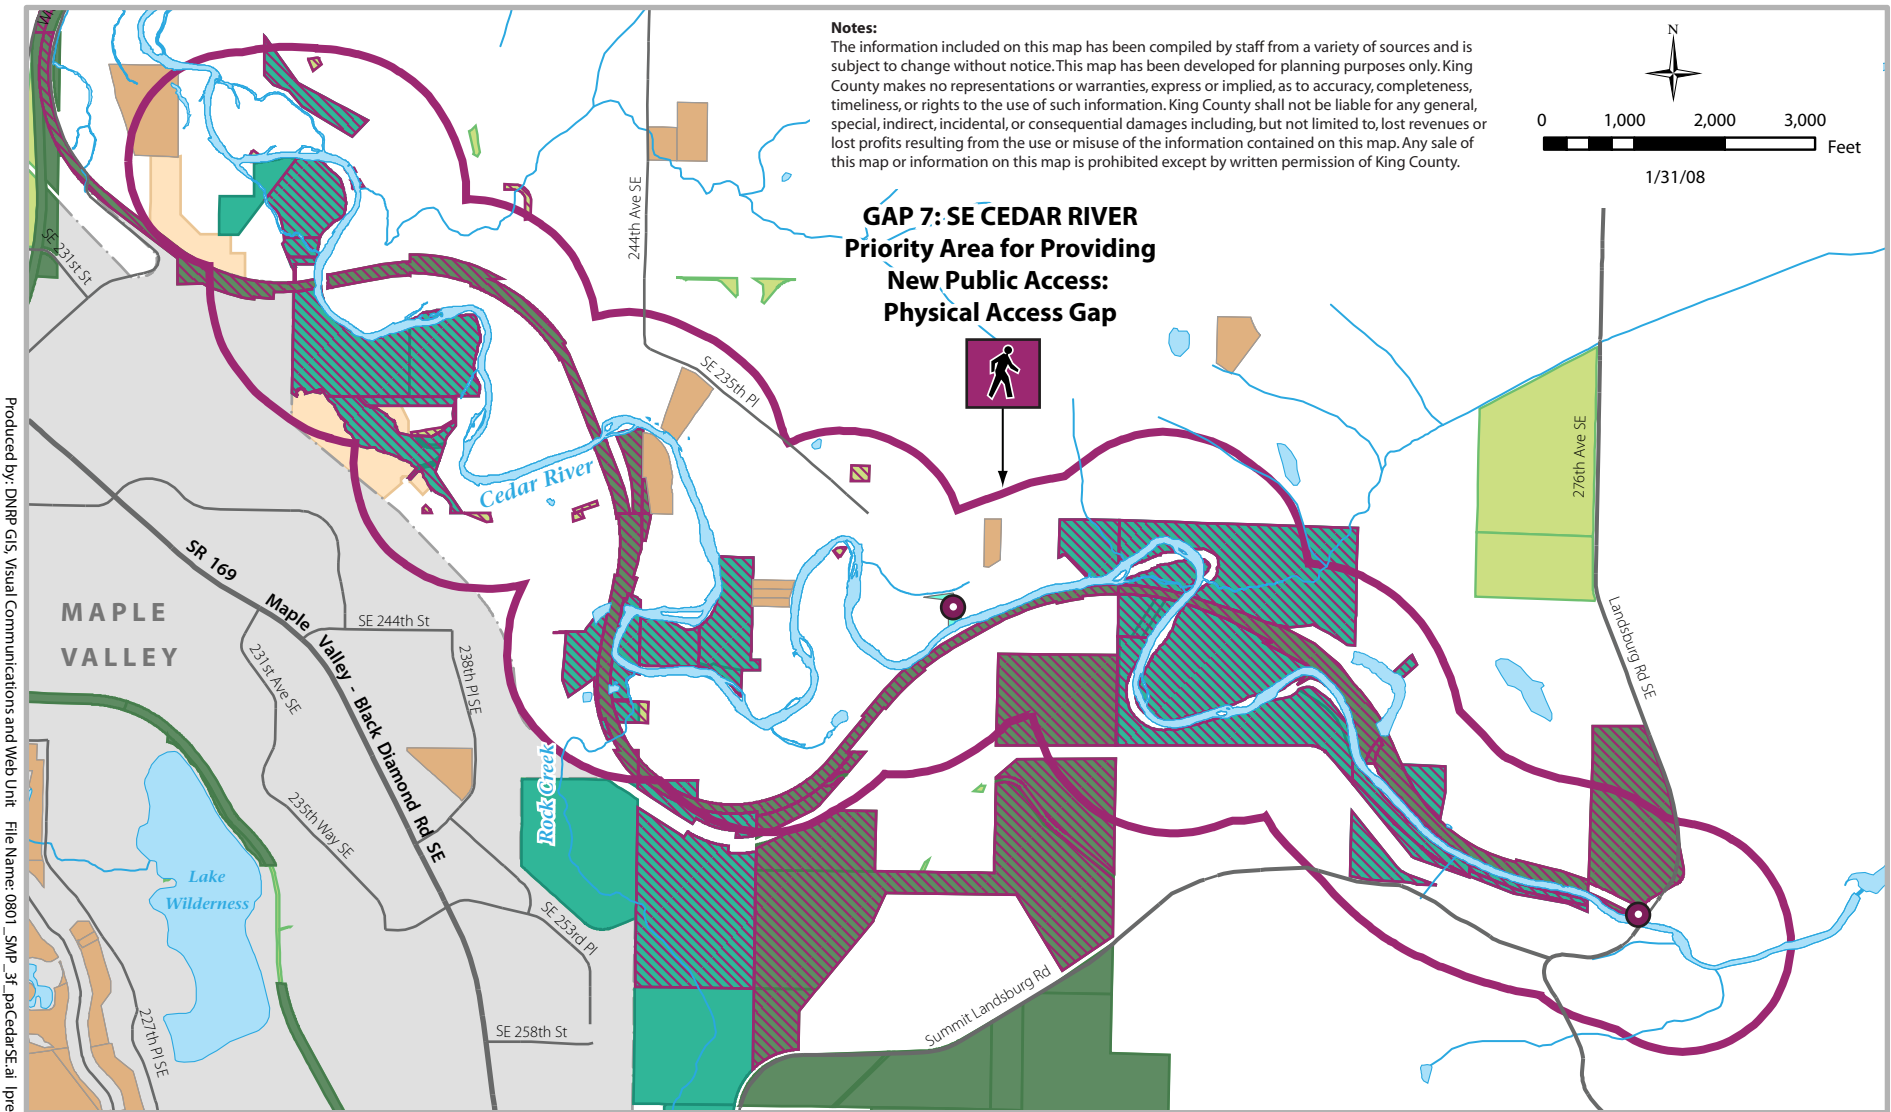 Notes:
The information included on this map has been compiled by staff from a variety of sources and is
subject to change without notice. This map has been developed for planning purposes only. King
County makes no representations or warranties, express or implied, as to accuracy, completeness,
timeliness, or rights to the use of such information. King County shall not be liable for any general,
special, indirect, incidental, or consequential damages including, but not limited to, lost revenues or
lost profits resulting from the use or misuse of the information contained on this map. Any sale of
this map or information on this map is prohibited except by written permission of King County.
N
0 1,000 2,000 3,000
Feet
1/31/08
GAP 7: SE CEDAR RIVER
Priority Area for Providing
New Public Access:
Physical Access Gap
244th Ave SE
SE 231st St
SE 235th Pl
276th Ave SE
Cedar River
SR 169
Maple Valley - Black Diamond Rd SE
MAPLE
VALLEY
SE 244th St
231st Ave SE
238th Pl SE
Landsburg Rd SE
Rock Creek
235th Way SE
Lake
Wilderness
SE 253rd Pl
Summit Landsburg Rd
SE 258th St
227th Pl SE
Produced by: DNRP GIS, Visual Communications and Web Unit File Name: 0801_SMP_3f_paCedarSE.ai lpre